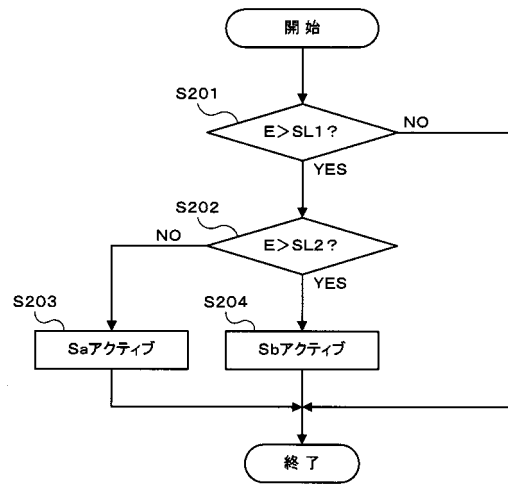 開始
S201
E>SL1?
NO
YES
S202
NO
E>SL2?
YES
S203
S204
Saアクティブ
Sbアクティブ
終了